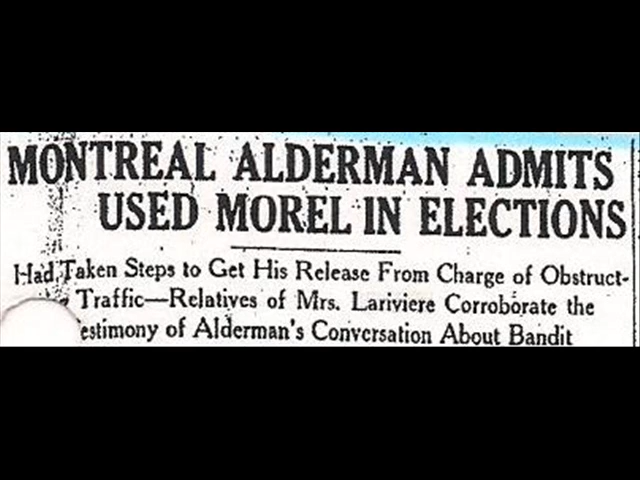 MONTREAL ALDERMAN ADMITS
USED MOREL IN ELECTIONS
Had Taken Steps to Get His Release From Charge of Obstruct-
Traffic—Relatives of Mrs. Lariviere Corroborate the
estimony of Alderman's Conversation About Bandit